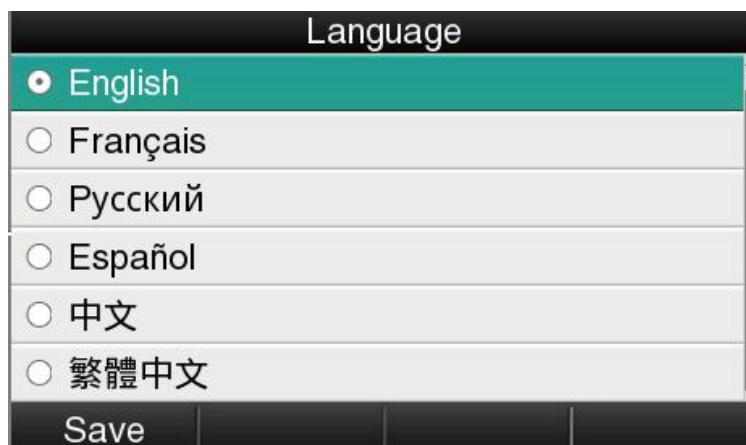 Language
English
Français
Русский
Español
中文
繁體中文
Save